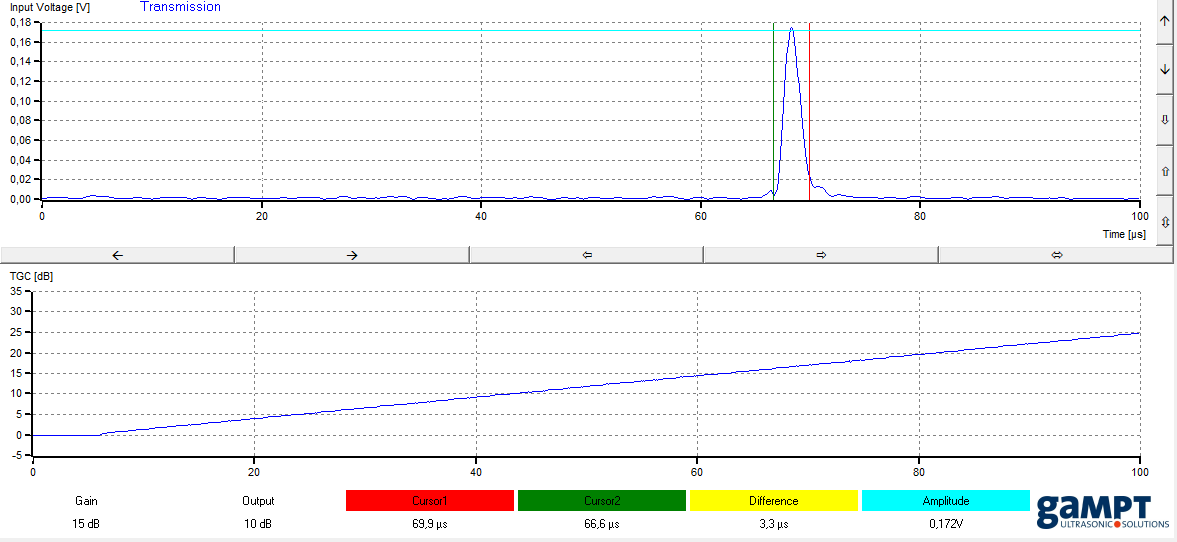 Input Voltage [V] Transmission
0,18
0,16
0,14
0,12
0,10
0,08
0,06
0,04
0,02
0,00
0 20 40 60 80 100
Time [µs]
TGC [dB]
35
30
25
20
15
10
5
0
-5
0 20 40 60 80 100
Gain Output Cursor1 Cursor2 Difference Amplitude
15 dB 10 dB 69,9 µs 66,6 µs 3,3 µs 0,172V
gAMPT
ULTRASONIC SOLUTIONS